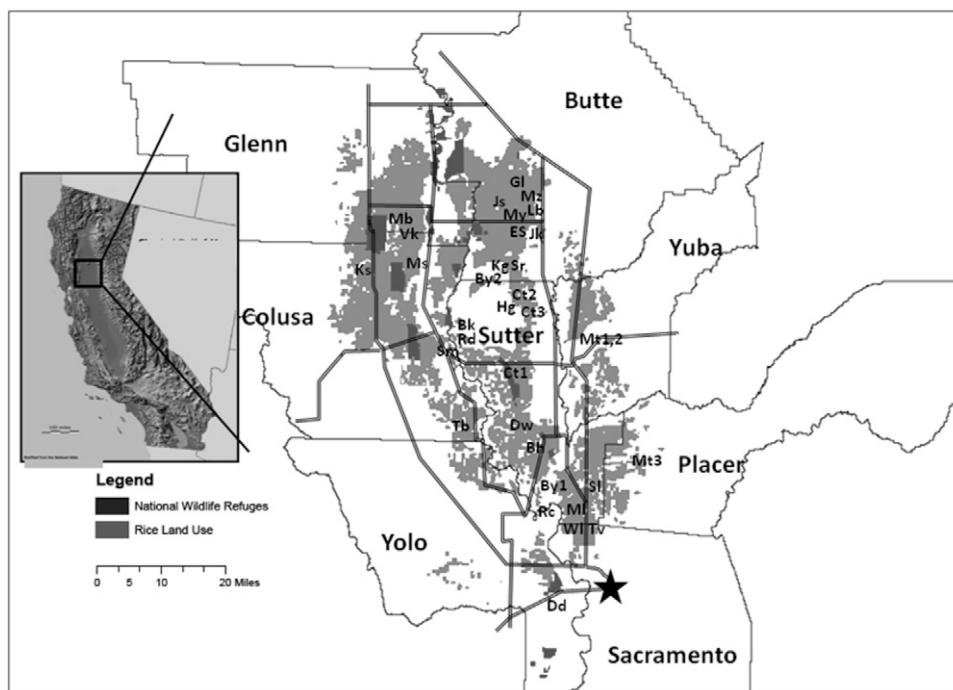 Butte
Glenn
Gl
Mz
Js
Lb
My
Mb
ES
Jk
Vk
Yuba
Ks
Ms
Kg
Sr
By2
Ct2
Hg
Ct3
Colusa
Bk
Rd
Sutter
Mt1,2
Sm
Ct1
Tb
Dw
Bh
Mt3
Placer
By1
Sl
Rc
Ml
Wl
Tv
Legend
National Wildlife Refuges
Rice Land Use
0 5 10 20 Miles
Yolo
Dd
Sacramento